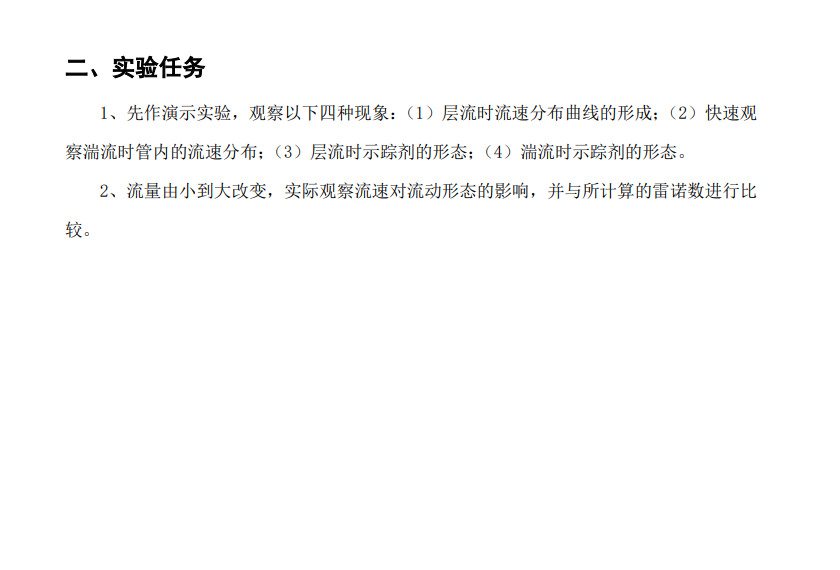 二、实验任务
1、先作演示实验，观察以下四种现象：（1）层流时流速分布曲线的形成；（2）快速观
察湍流时管内的流速分布；（3）层流时示踪剂的形态；（4）湍流时示踪剂的形态。
2、流量由小到大改变，实际观察流速对流动形态的影响，并与所计算的雷诺数进行比
较。